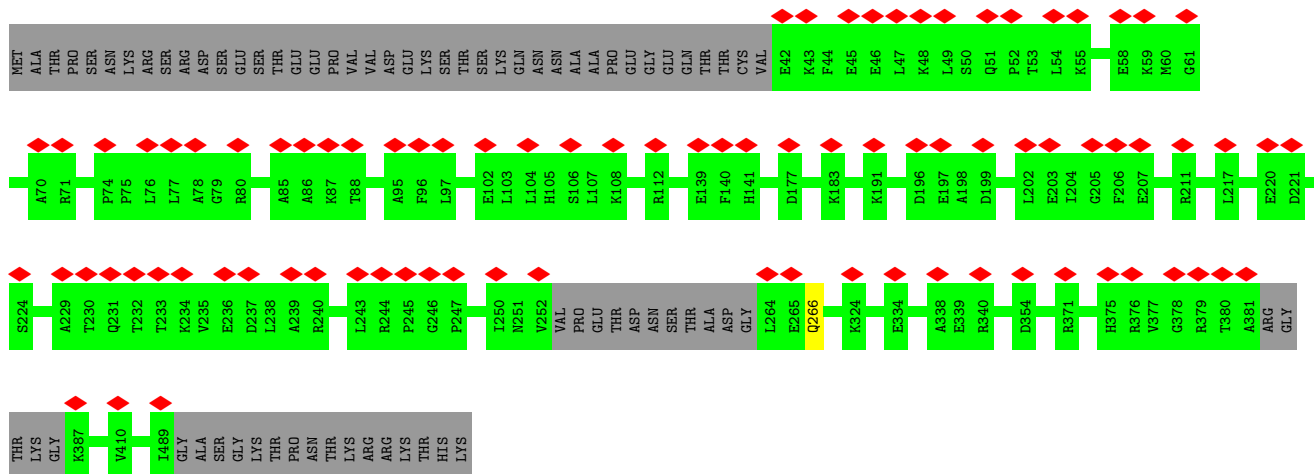 MET ALA THR PRO SER ASN LYS ARG SER ARG ASP SER GLU SER THR GLU GLU PRO VAL VAL ASP GLU LYS SER THR SER LYS GLN ASN ASN ALA ALA PRO GLU GLY GLU GLN THR THR CYS VAL E42 K43 F44 E45 E46 L47 K48 L49 S50 Q51 P52 T53 L54 K55 E58 K59 M60 G61
A70 R71 P74 P75 L76 L77 A78 G79 R80 A85 A86 K87 T88 A95 F96 L97 E102 L103 L104 H105 S106 L107 K108 R112 E139 F140 H141 D177 K183 K191 D196 E197 A198 D199 L202 E203 I204 G205 F206 E207 R211 L217 E220 D221
S224 A229 T230 Q231 T232 T233 K234 V235 E236 D237 L238 A239 R240 L243 R244 P245 G246 P247 I250 N251 V252 VAL PRO GLU THR ASP ASN SER THR ALA ASP GLY L264 E265 Q266 K324 E334 A338 E339 R340 D354 R371 H375 R376 V377 G378 R379 T380 A381 ARG GLY
THR LYS GLY K387 V410 I489 GLY ALA SER GLY LYS THR PRO ASN THR LYS ARG ARG LYS THR HIS LYS